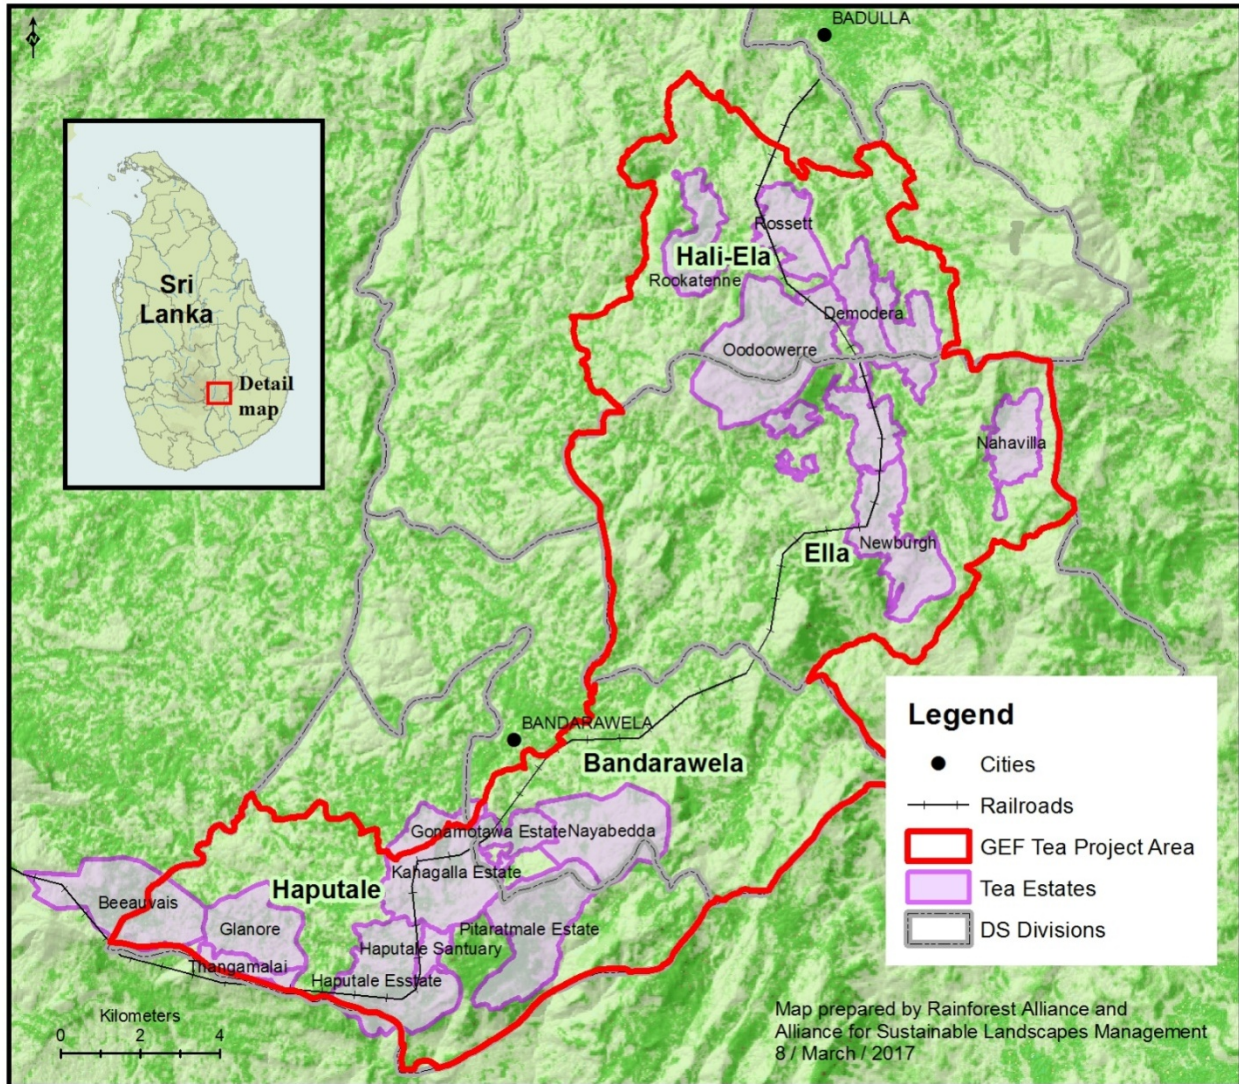 N
BADULLA
Sri
Lanka
Detail
map
Rossett
Hali-Ela
Rookatenne
Demodera
Oodoowerre
Nahavilla
Newburgh
Ella
BANDARAWELA
Bandarawela
Gonamotawa Estate
Nayabedda
Kahagalla Estate
Haputale
Beeauvais
Glanore
Pitaratmale Estate
Haputale Santuary
Thangamalai
Haputale Esstate
Kilometers
0 2 4
Legend
Cities
Railroads
GEF Tea Project Area
Tea Estates
DS Divisions
Map prepared by Rainforest Alliance and
Alliance for Sustainable Landscapes Management
8 / March / 2017